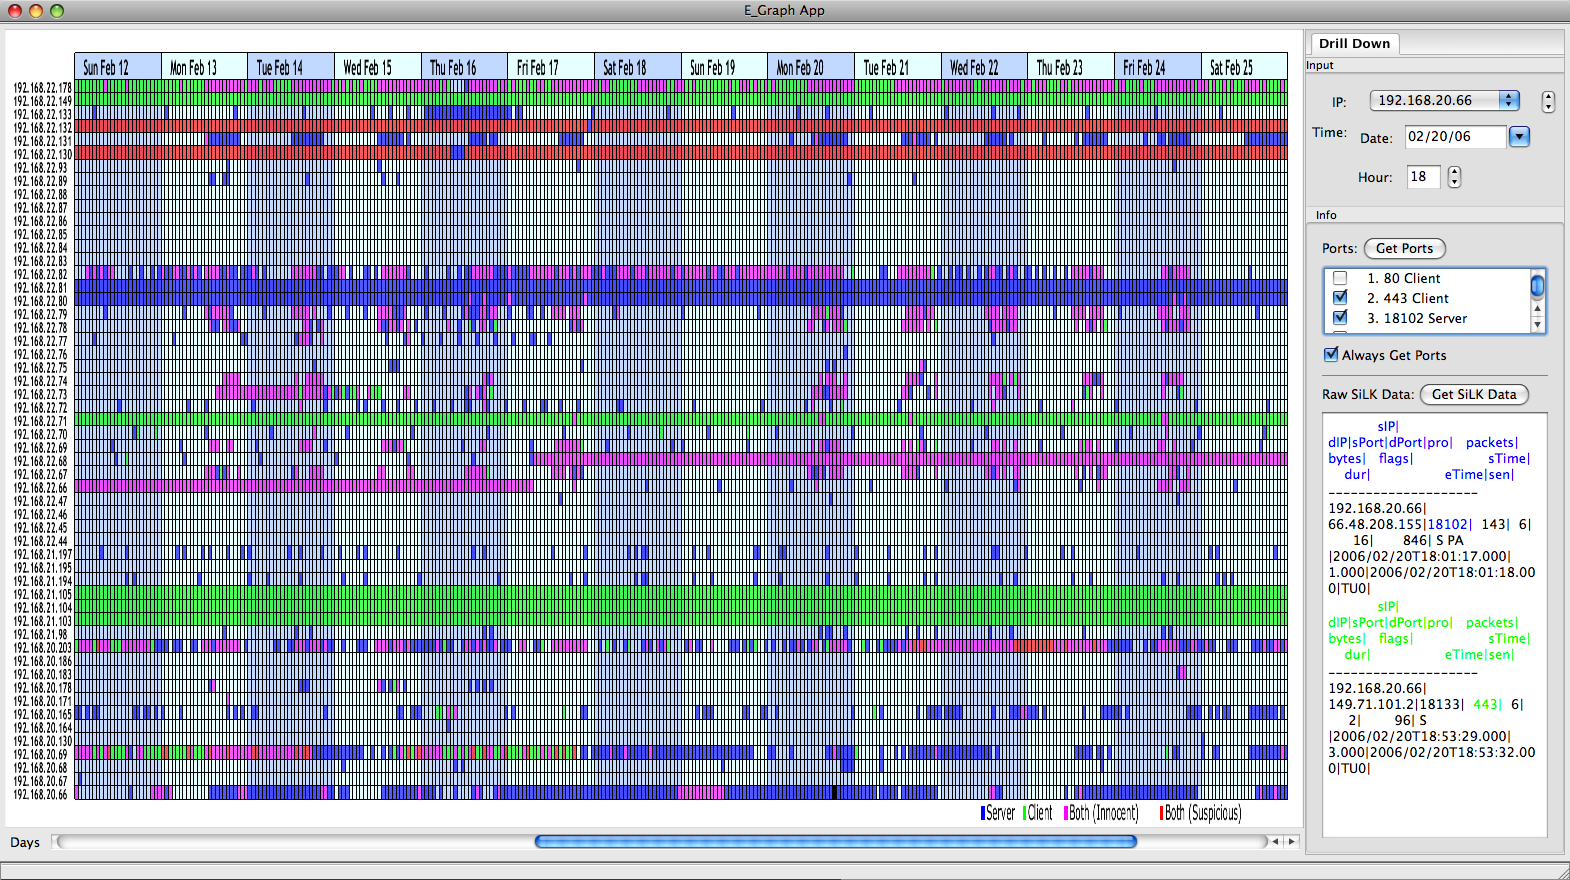 E_Graph App
Sun Feb 12 Mon Feb 13 Tue Feb 14 Wed Feb 15 Thu Feb 16 Fri Feb 17 Sat Feb 18 Sun Feb 19 Mon Feb 20 Tue Feb 21 Wed Feb 22 Thu Feb 23 Fri Feb 24 Sat Feb 25
192.168.22.178
192.168.22.149
192.168.22.133
192.168.22.132
192.168.22.131
192.168.22.130
192.168.22.93
192.168.22.89
192.168.22.88
192.168.22.87
192.168.22.86
192.168.22.85
192.168.22.84
192.168.22.83
192.168.22.82
192.168.22.81
192.168.22.80
192.168.22.79
192.168.22.78
192.168.22.77
192.168.22.76
192.168.22.75
192.168.22.74
192.168.22.73
192.168.22.72
192.168.22.71
192.168.22.70
192.168.22.69
192.168.22.68
192.168.22.67
192.168.22.66
192.168.22.47
192.168.22.46
192.168.22.45
192.168.22.44
192.168.21.197
192.168.21.195
192.168.21.194
192.168.21.105
192.168.21.104
192.168.21.103
192.168.21.98
192.168.20.203
192.168.20.186
192.168.20.183
192.168.20.178
192.168.20.171
192.168.20.165
192.168.20.164
192.168.20.130
192.168.20.69
192.168.20.68
192.168.20.67
192.168.20.66
Server Client Both (Innocent) Both (Suspicious)
Days
Drill Down
Input
IP: 192.168.20.66
Time: Date: 02/20/06
Hour: 18
Info
Ports: Get Ports
1. 80 Client
2. 443 Client
3. 18102 Server
Always Get Ports
Raw SiLK Data: Get SiLK Data
sIP|
dIP|sPort|dPort|pro| packets|
bytes| flags| sTime|
dur| eTime|sen|
--------------------
192.168.20.66|
66.48.208.155|18102| 143| 6|
16| 846| S PA
|2006/02/20T18:01:17.000|
1.000|2006/02/20T18:01:18.00
0|TU0|
sIP|
dIP|sPort|dPort|pro| packets|
bytes| flags| sTime|
dur| eTime|sen|
--------------------
192.168.20.66|
149.71.101.2|18133| 443| 6|
2| 96| S
|2006/02/20T18:53:29.000|
3.000|2006/02/20T18:53:32.00
0|TU0|